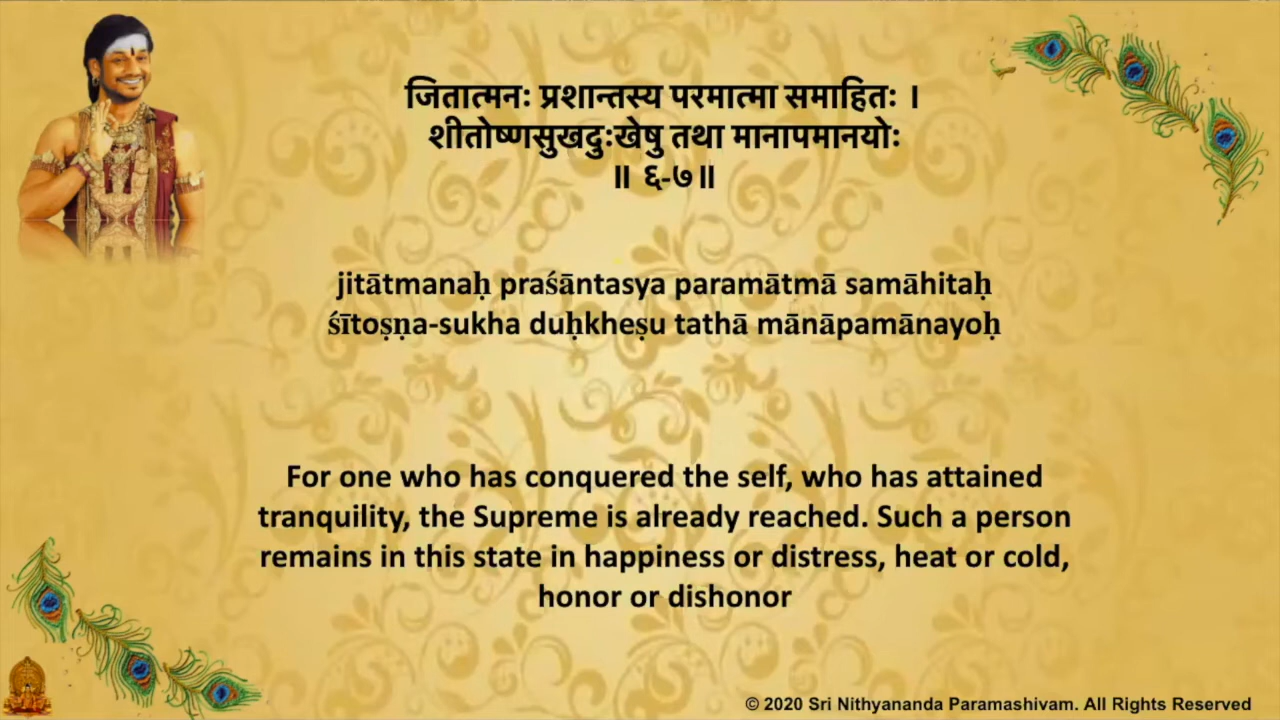 जितात्मनः प्रशान्तस्य परमात्मा समाहितः ।
शीतोष्णसुखदुःखेषु तथा मानापमानयोः
॥ ६-७॥
jitātmanaḥ praśāntasya paramātmā samāhitaḥ
śītoṣṇa-sukha duḥkheṣu tathā mānāpamānayoḥ
For one who has conquered the self, who has attained
tranquility, the Supreme is already reached. Such a person
remains in this state in happiness or distress, heat or cold,
honor or dishonor
© 2020 Sri Nithyananda Paramashivam. All Rights Reserved